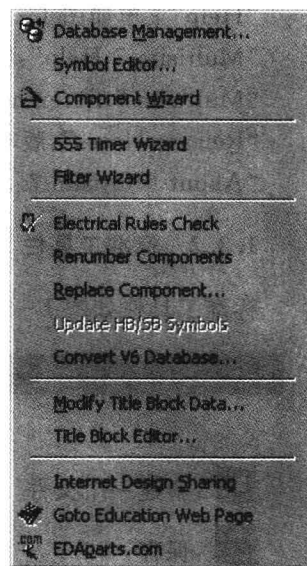 Database Management...
Symbol Editor...
Component Wizard
555 Timer Wizard
Filter Wizard
Electrical Rules Check
Renumber Components
Replace Component...
Update HB/SB Symbols
Convert V6 Database...
Modify Title Block Data...
Title Block Editor...
Internet Design Sharing
Goto Education Web Page
.com EDAparts.com